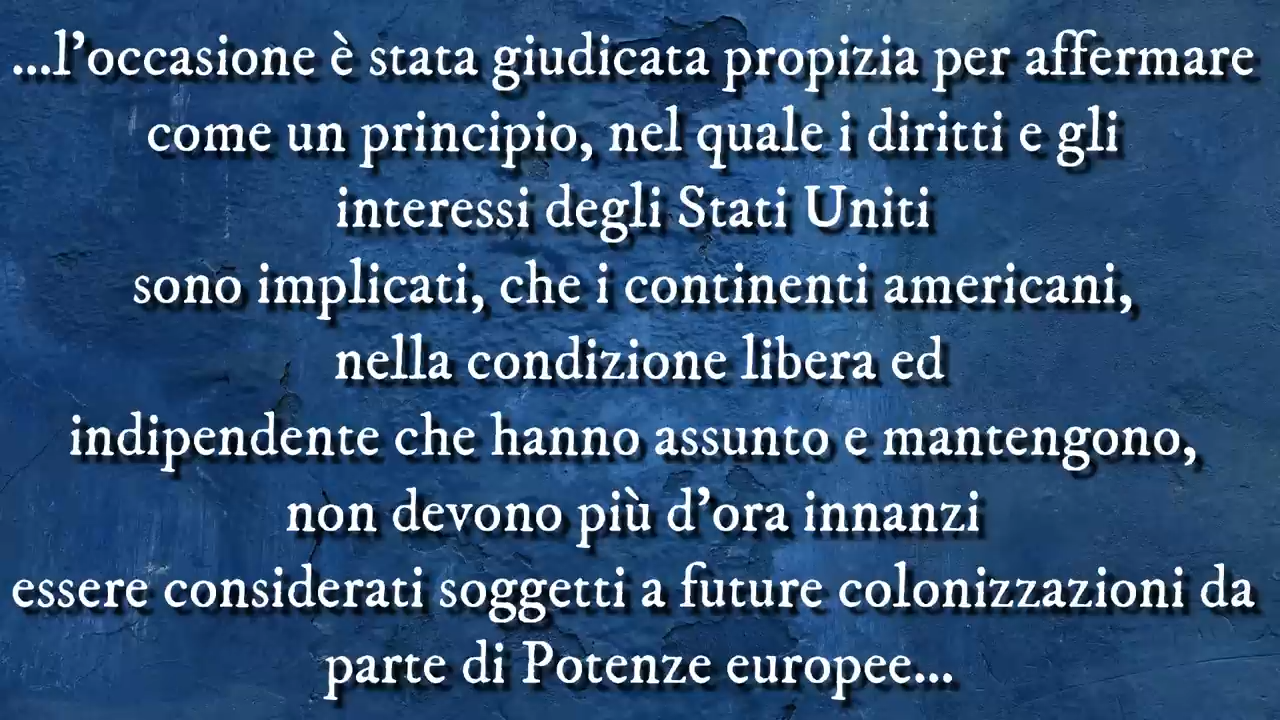 ...l’occasione è stata giudicata propizia per affermare
come un principio, nel quale i diritti e gli
interessi degli Stati Uniti
sono implicati, che i continenti americani,
nella condizione libera ed
indipendente che hanno assunto e mantengono,
non devono più d’ora innanzi
essere considerati soggetti a future colonizzazioni da
parte di Potenze europee...